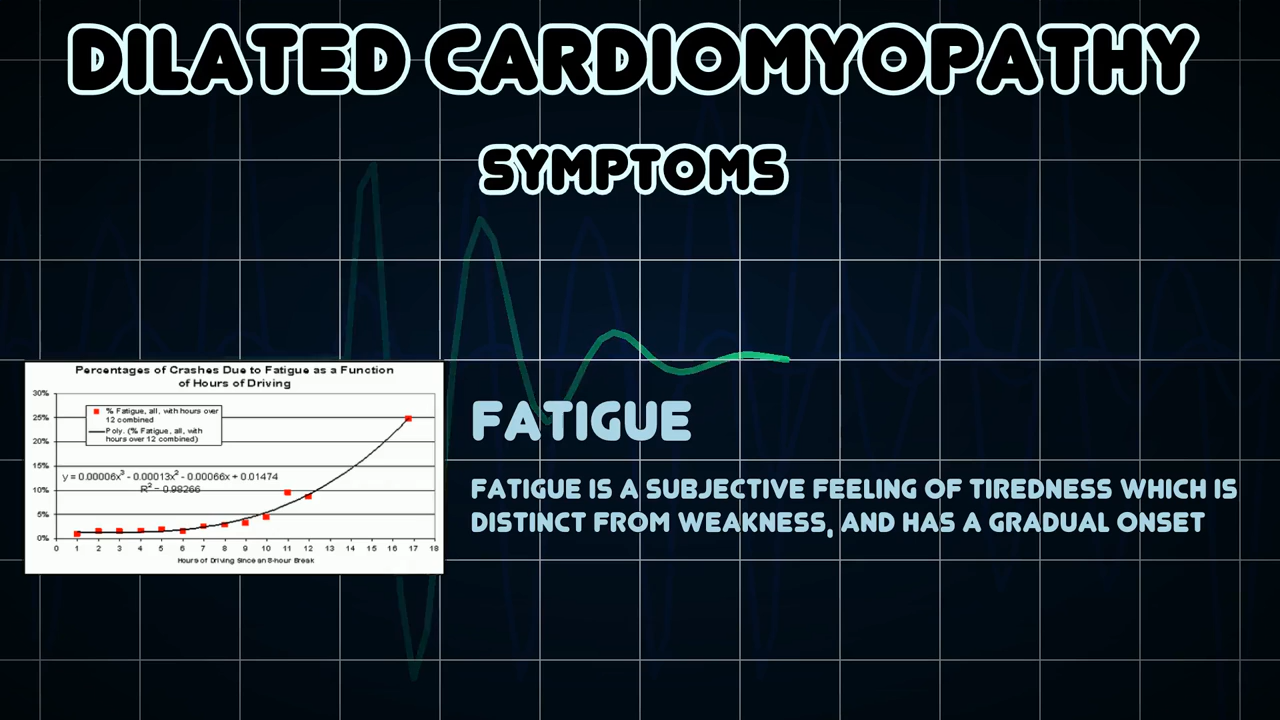 DILATED CARDIOMYOPATHY
SYMPTOMS
Percentages of Crashes Due to Fatigue as a Function
of Hours of Driving
30%
25%
20%
15%
10%
5%
0%
% Fatigue, all, with hours over
12 combined
Poly. (% Fatigue, all, with
hours over 12 combined)
y = 0.00006x³ - 0.00013x² - 0.00066x + 0.01474
R² = 0.98266
0 1 2 3 4 5 6 7 8 9 10 11 12 13 14 15 16 17 18
Hours of Driving Since an 8-hour Break
FATIGUE
FATIGUE IS A SUBJECTIVE FEELING OF TIREDNESS WHICH IS
DISTINCT FROM WEAKNESS, AND HAS A GRADUAL ONSET